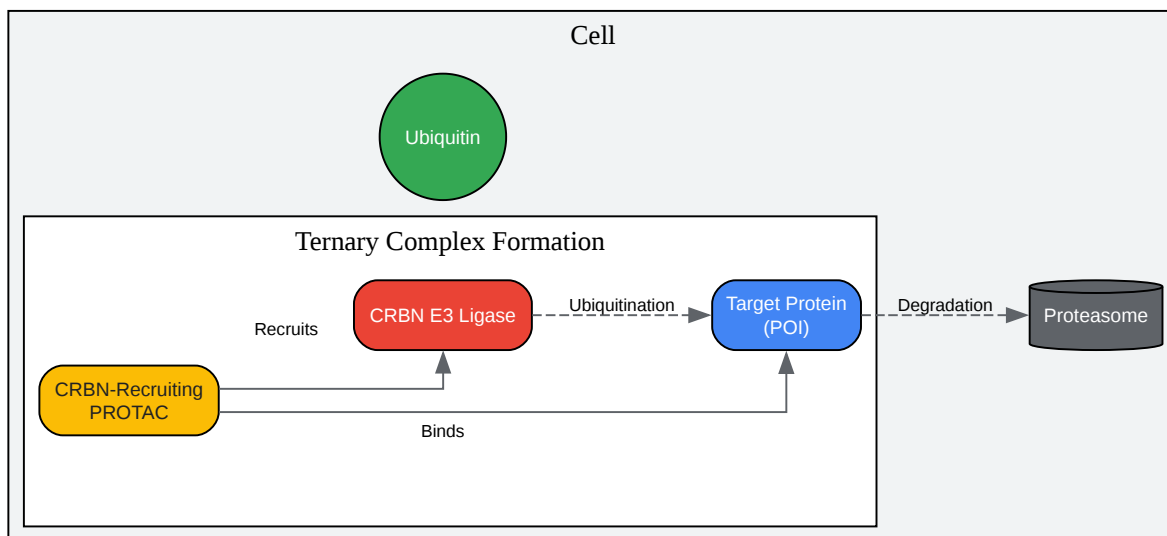 Cell
Ubiquitin
Ternary Complex Formation
CRBN E3 Ligase
Ubiquitination
Target Protein
(POI)
Degradation
Proteasome
Recruits
CRBN-Recruiting
PROTAC
Binds